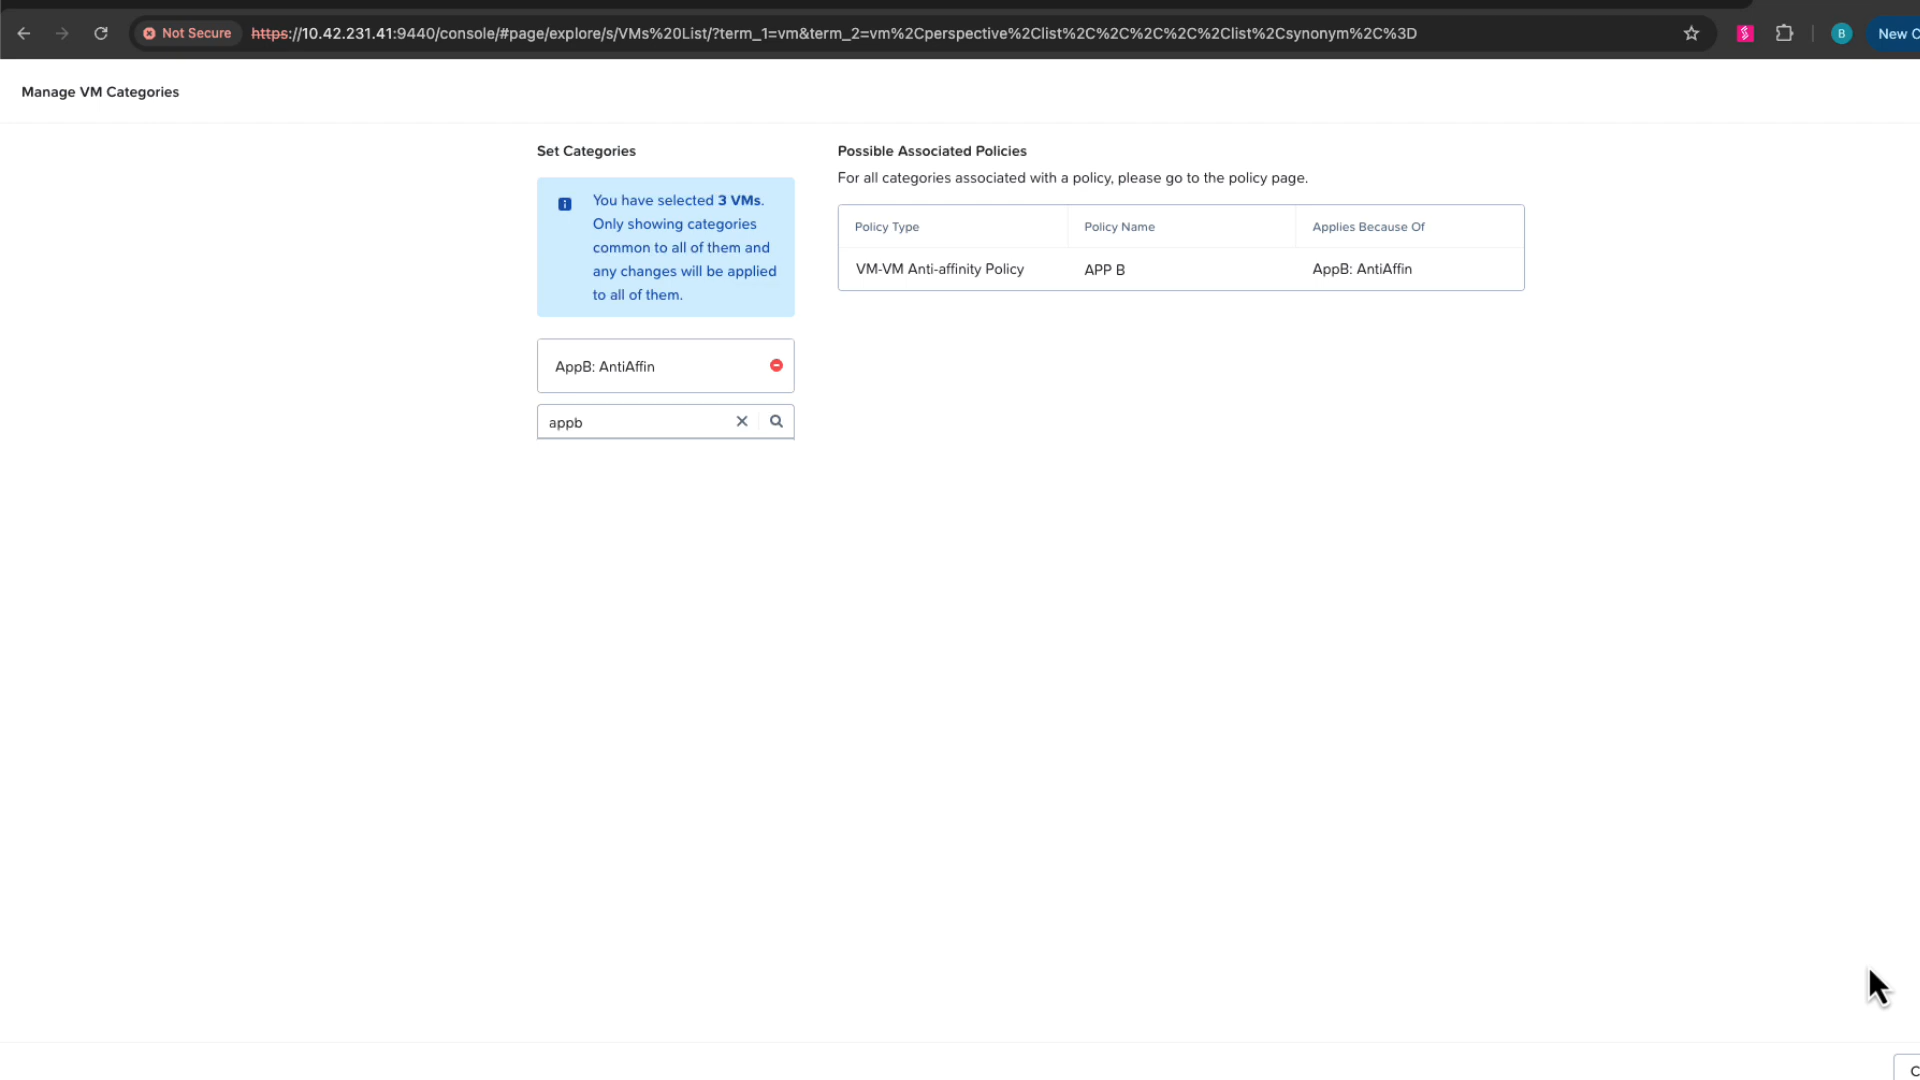 Not Secure
https://10.42.231.41:9440/console/#page/explore/s/VMs%20List/?term_1=vm&term_2=vm%2Cperspective%2Clist%2C%2C%2C%2C%2Clist%2Csynonym%2C%3D
B
New C
Manage VM Categories
Set Categories
You have selected 3 VMs.
Only showing categories
common to all of them and
any changes will be applied
to all of them.
AppB: AntiAffin
appb
Possible Associated Policies
For all categories associated with a policy, please go to the policy page.
Policy Type Policy Name Applies Because Of
VM-VM Anti-affinity Policy APP B AppB: AntiAffin
C